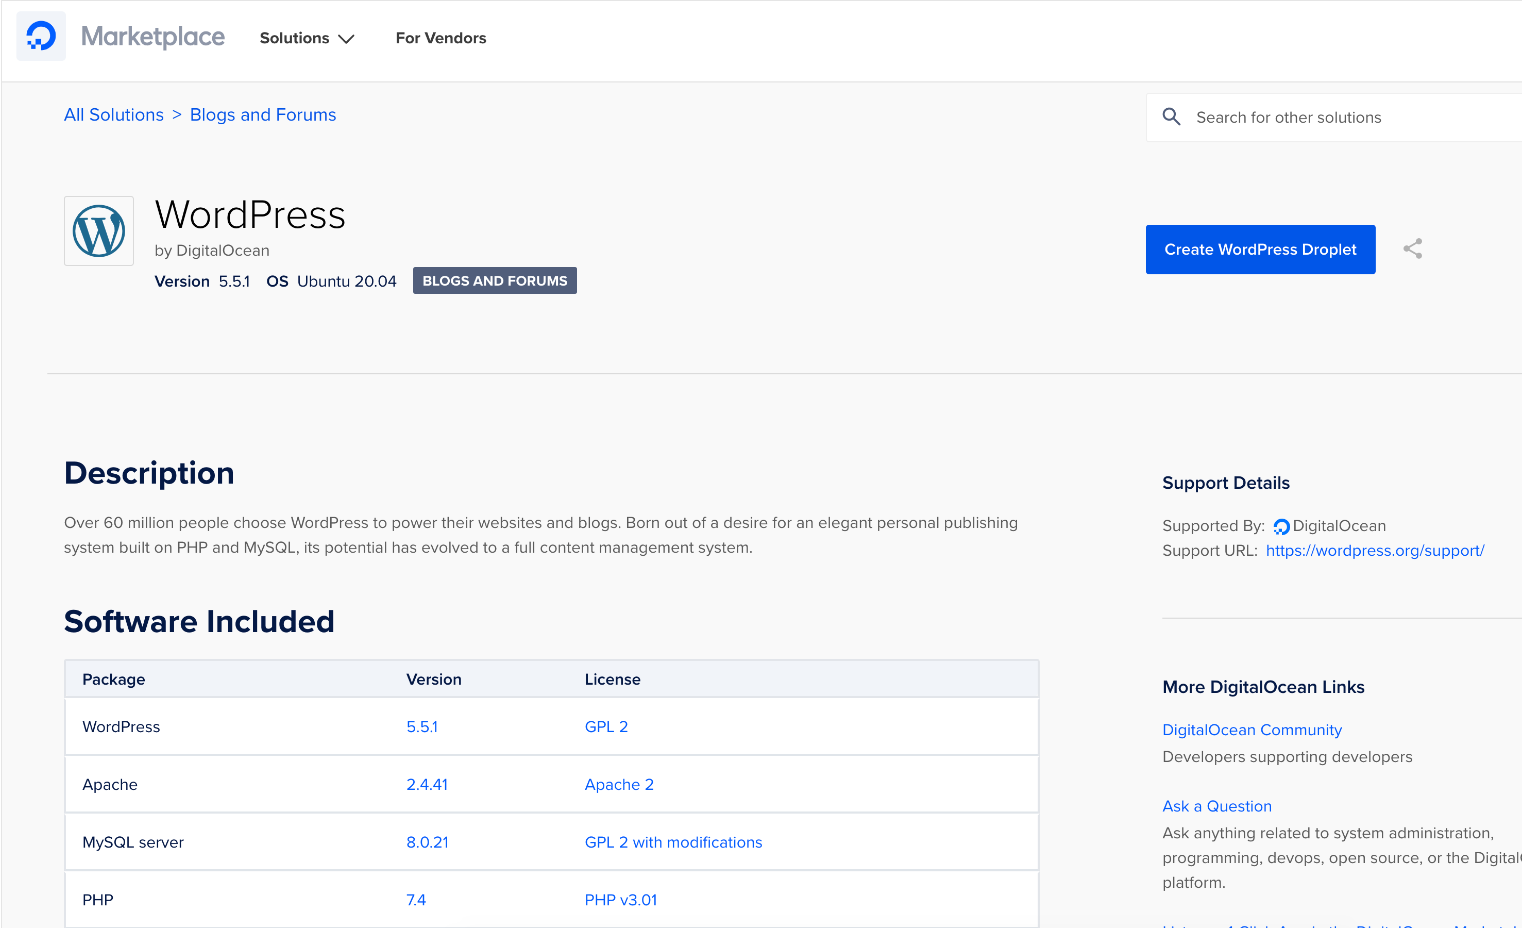 Marketplace
Solutions
For Vendors
All Solutions > Blogs and Forums
Search for other solutions
WordPress
by DigitalOcean
Version 5.5.1 OS Ubuntu 20.04 BLOGS AND FORUMS
Create WordPress Droplet
Description
Over 60 million people choose WordPress to power their websites and blogs. Born out of a desire for an elegant personal publishing
system built on PHP and MySQL, its potential has evolved to a full content management system.
Software Included
Package Version License
WordPress 5.5.1 GPL 2
Apache 2.4.41 Apache 2
MySQL server 8.0.21 GPL 2 with modifications
PHP 7.4 PHP v3.01
Support Details
Supported By: DigitalOcean
Support URL: https://wordpress.org/support/
More DigitalOcean Links
DigitalOcean Community
Developers supporting developers
Ask a Question
Ask anything related to system administration,
programming, devops, open source, or the Digital
platform.